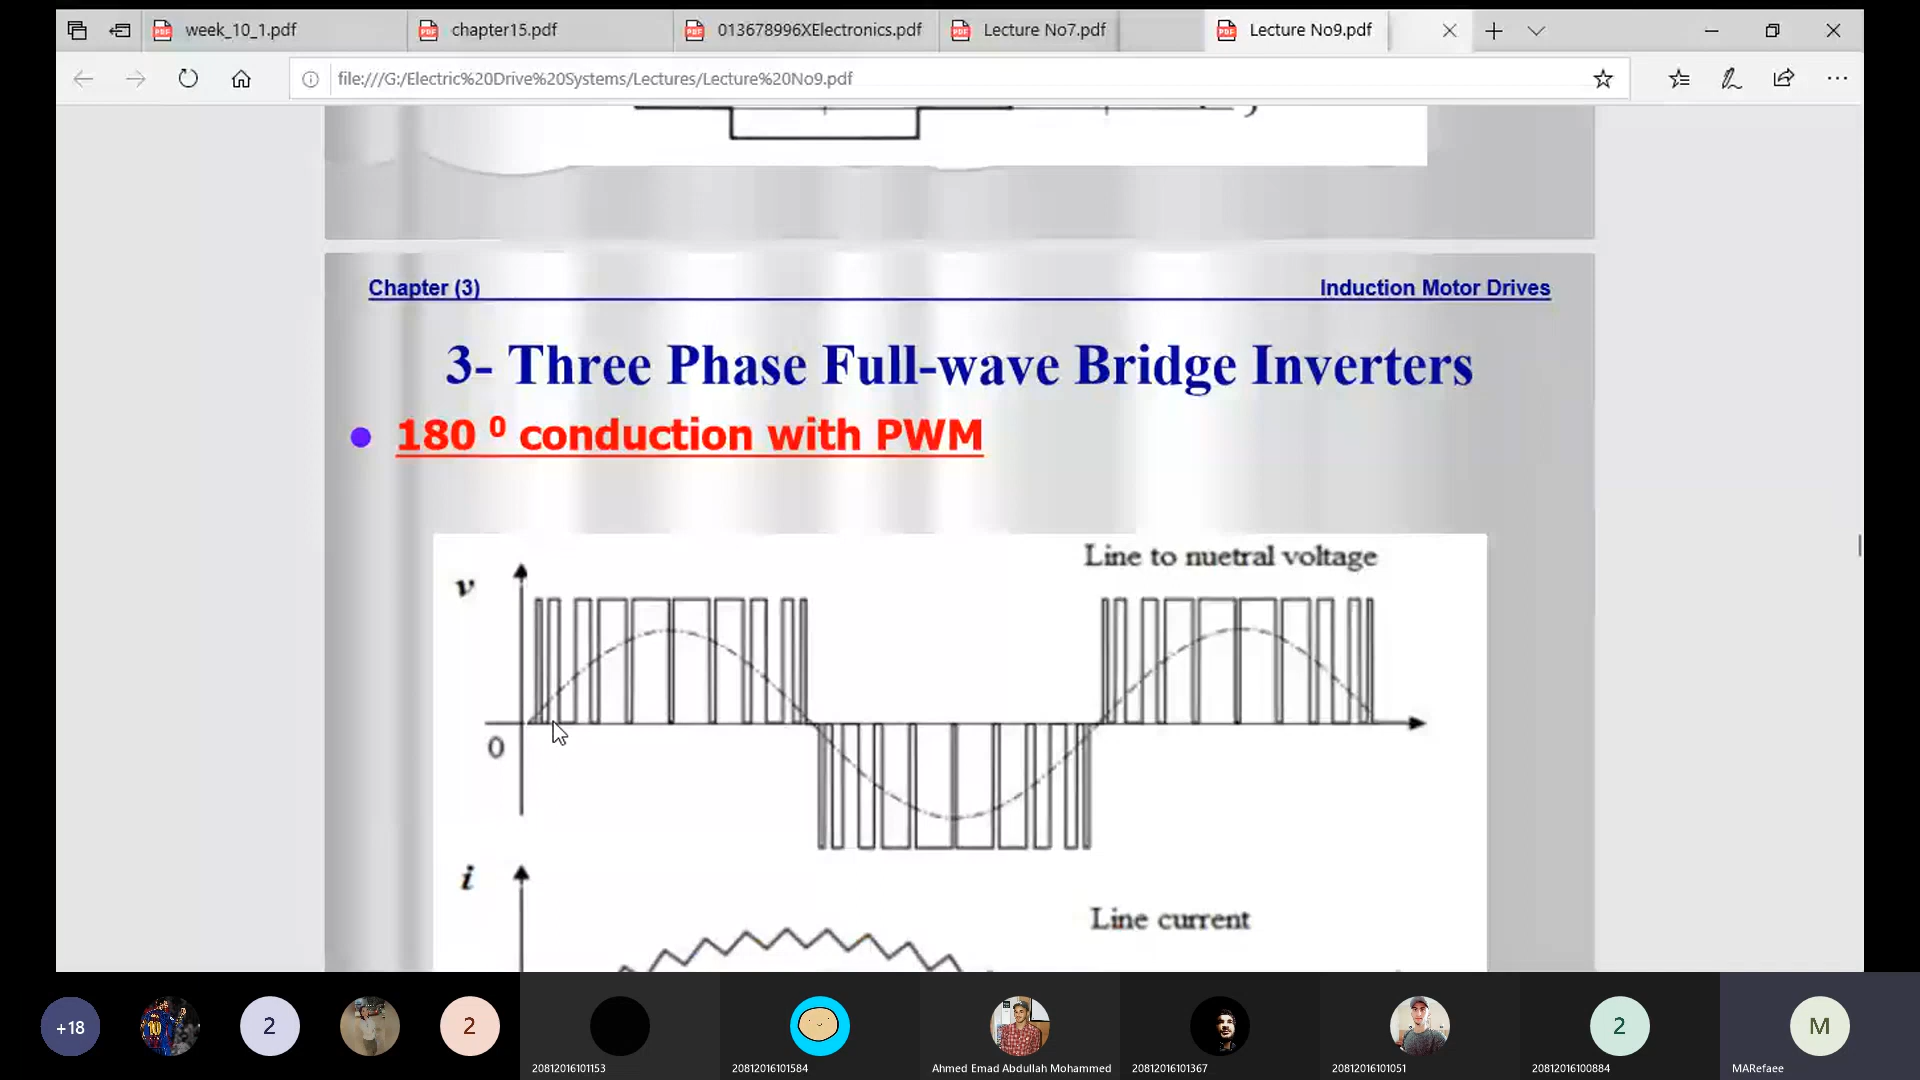 week_10_1.pdf
chapter15.pdf
013678996XElectronics.pdf
Lecture No7.pdf
Lecture No9.pdf
file:///G:/Electric%20Drive%20Systems/Lectures/Lecture%20No9.pdf
Chapter (3)
Induction Motor Drives
3- Three Phase Full-wave Bridge Inverters
180 ⁰ conduction with PWM
Line to nuetral voltage
v
0
i
Line current
+18
10
2
2
2
M
20812016101153
20812016101584
Ahmed Emad Abdullah Mohammed
20812016101367
20812016101051
20812016100884
MARefaee